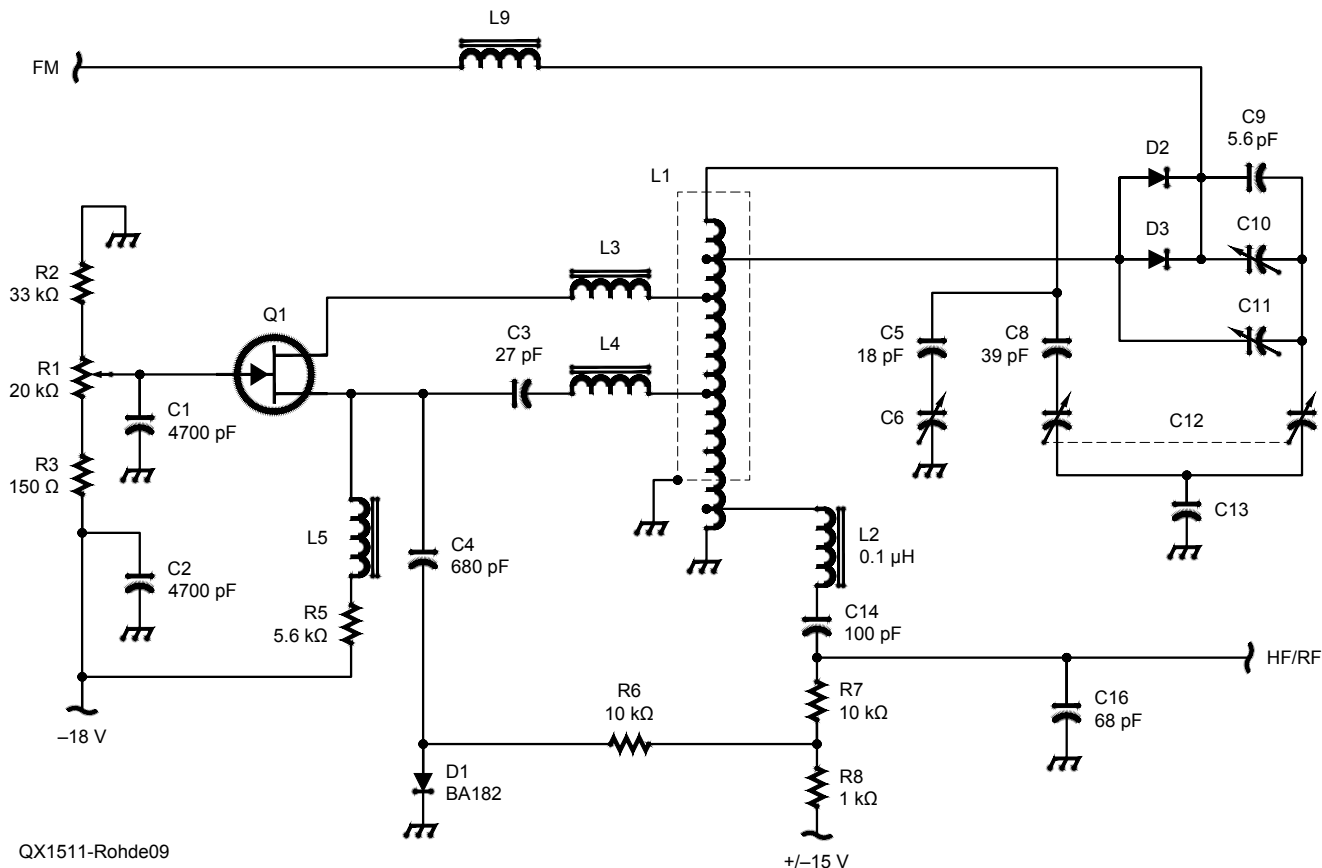 L9
FM
C9
5.6 pF
D2
L1
L3
D3
C10
R2
33 kΩ
Q1
C11
C3
27 pF
L4
C5
18 pF
C8
39 pF
R1
20 kΩ
C1
4700 pF
C6
C12
R3
150 Ω
L5
C4
680 pF
L2
0.1 µH
C13
C2
4700 pF
R5
5.6 kΩ
C14
100 pF
HF/RF
R6
10 kΩ
R7
10 kΩ
C16
68 pF
–18 V
D1
BA182
R8
1 kΩ
QX1511-Rohde09
+/–15 V